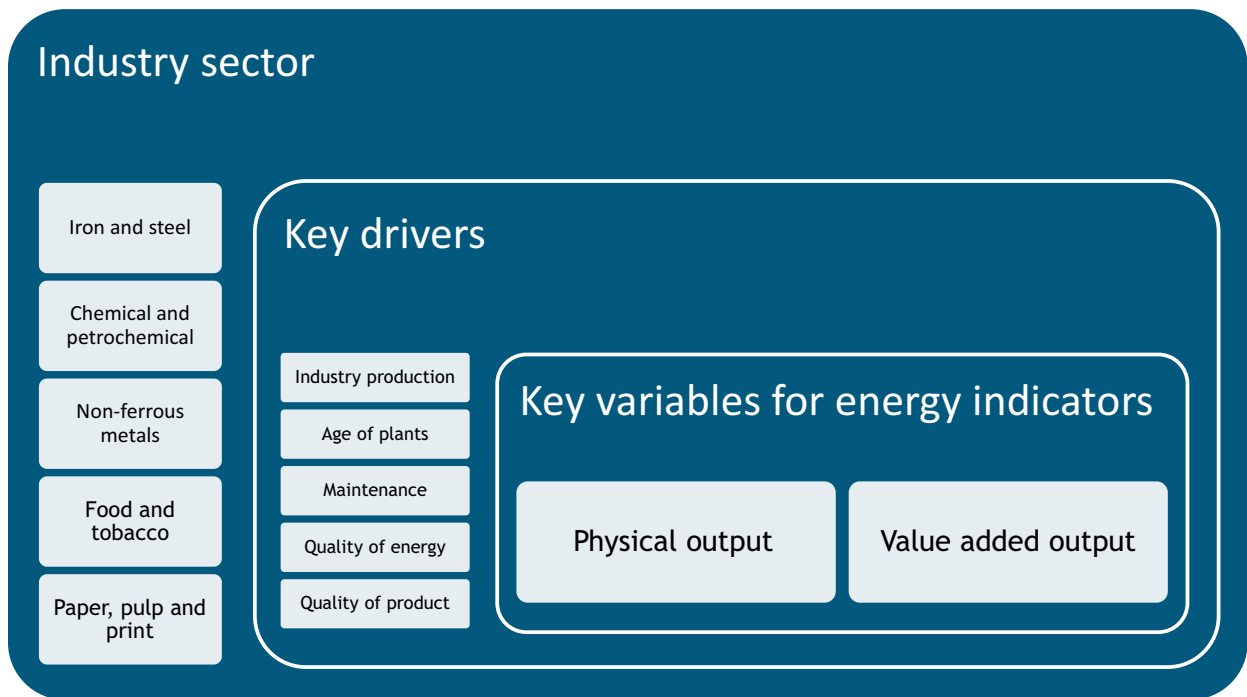 Industry sector
Iron and steel
Chemical and
petrochemical
Non-ferrous
metals
Food and
tobacco
Paper, pulp and
print
Key drivers
Industry production
Age of plants
Maintenance
Quality of energy
Quality of product
Key variables for energy indicators
Physical output
Value added output